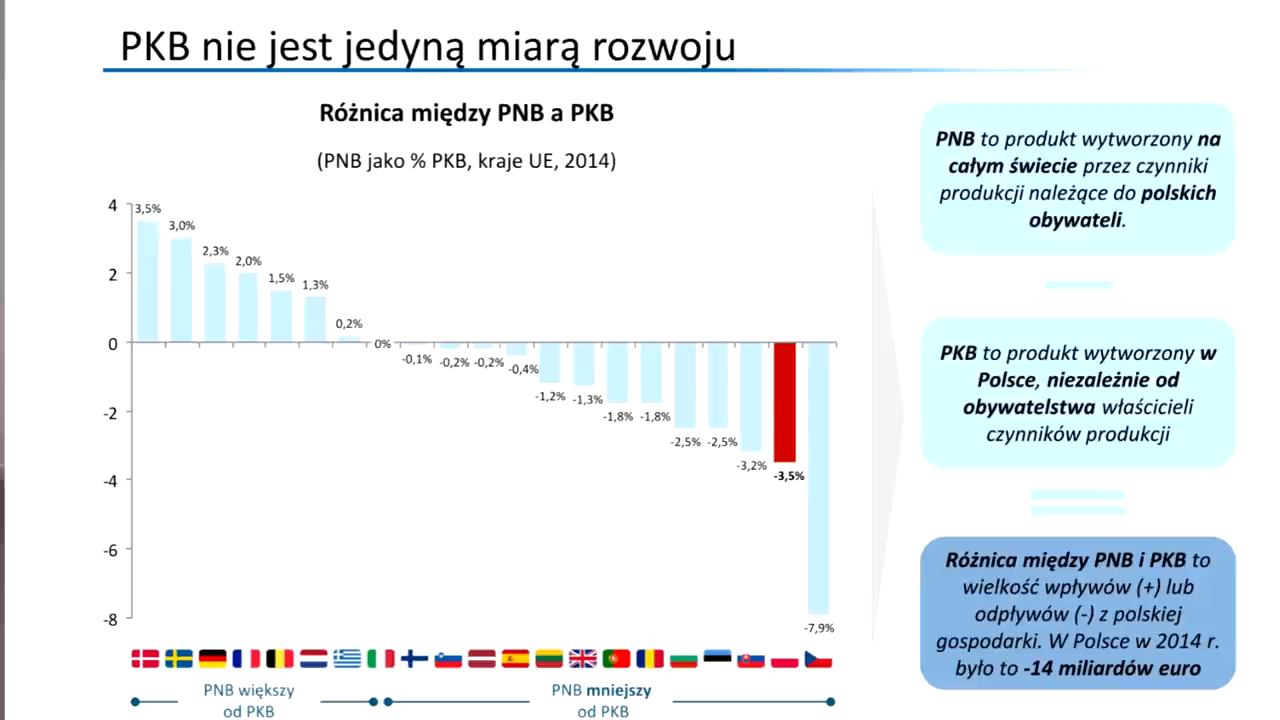 PKB nie jest jedyną miarą rozwoju
Różnica między PNB a PKB
(PNB jako % PKB, kraje UE, 2014)
4
2
0
-2
-4
-6
-8
3,5%
3,0%
2,3%
2,0%
1,5%
1,3%
0,2%
0%
-0,1%
-0,2%
-0,2%
-0,4%
-1,2%
-1,3%
-1,8%
-1,8%
-2,5%
-2,5%
-3,2%
-3,5%
-7,9%
PNB większy
od PKB
PNB mniejszy
od PKB
PNB to produkt wytworzony na
całym świecie przez czynniki
produkcji należące do polskich
obywateli.
PKB to produkt wytworzony w
Polsce, niezależnie od
obywatelstwa właścicieli
czynników produkcji
Różnica między PNB i PKB to
wielkość wpływów (+) lub
odpływów (-) z polskiej
gospodarki. W Polsce w 2014 r.
było to -14 miliardów euro